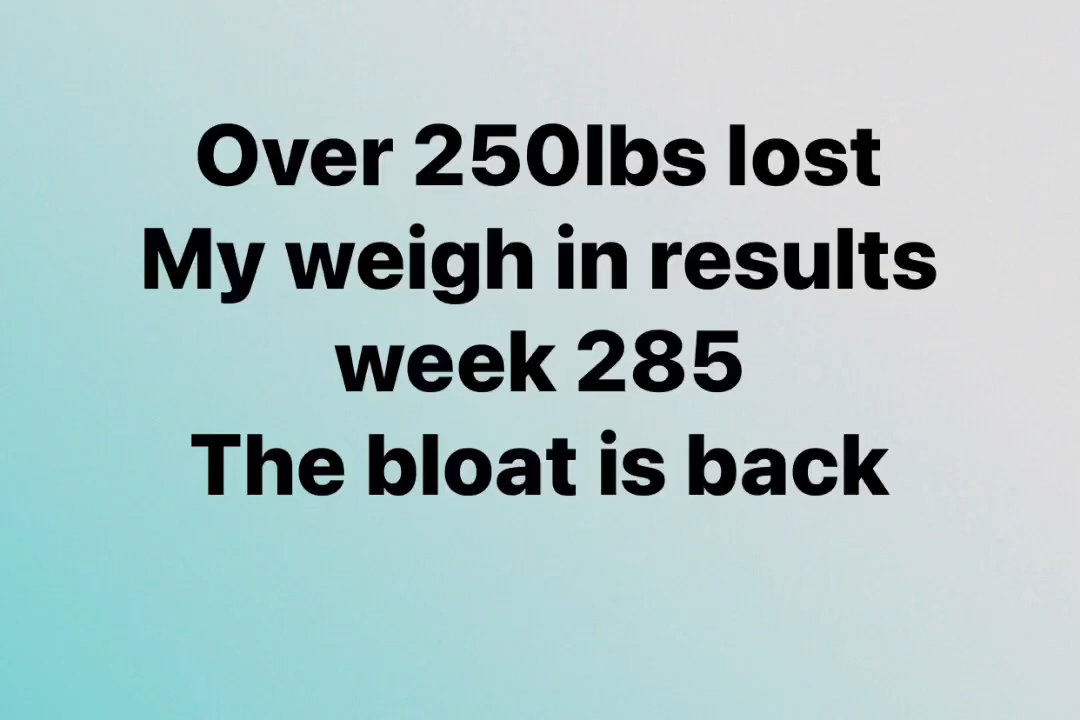 Over 250lbs lost
My weigh in results
week 285
The bloat is back